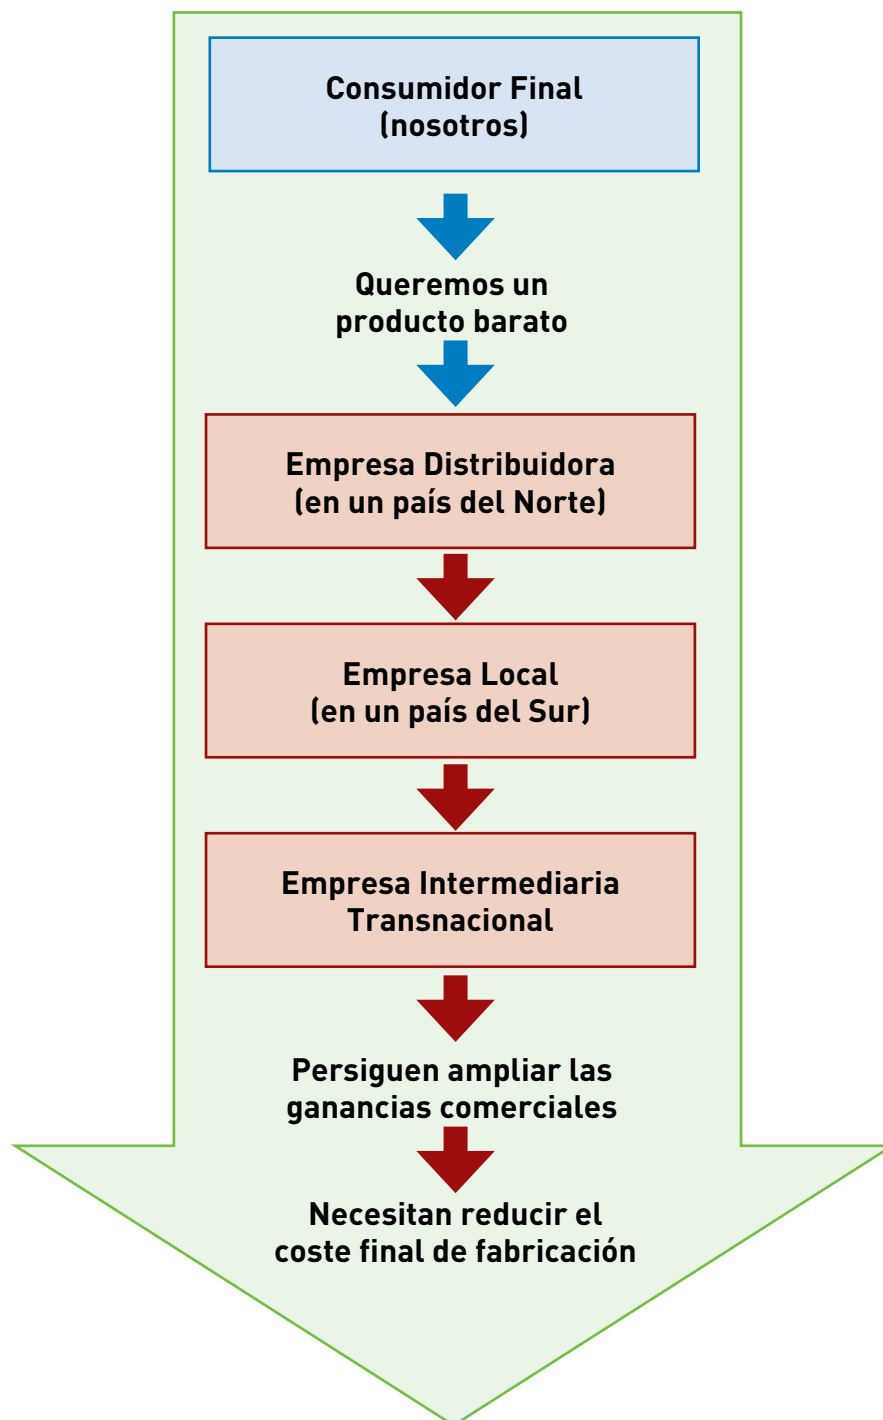 Consumidor Final
(nosotros)
Queremos un
producto barato
Empresa Distribuidora
(en un país del Norte)
Empresa Local
(en un país del Sur)
Empresa Intermediaria
Transnacional
Persiguen ampliar las
ganancias comerciales
Necesitan reducir el
coste final de fabricación